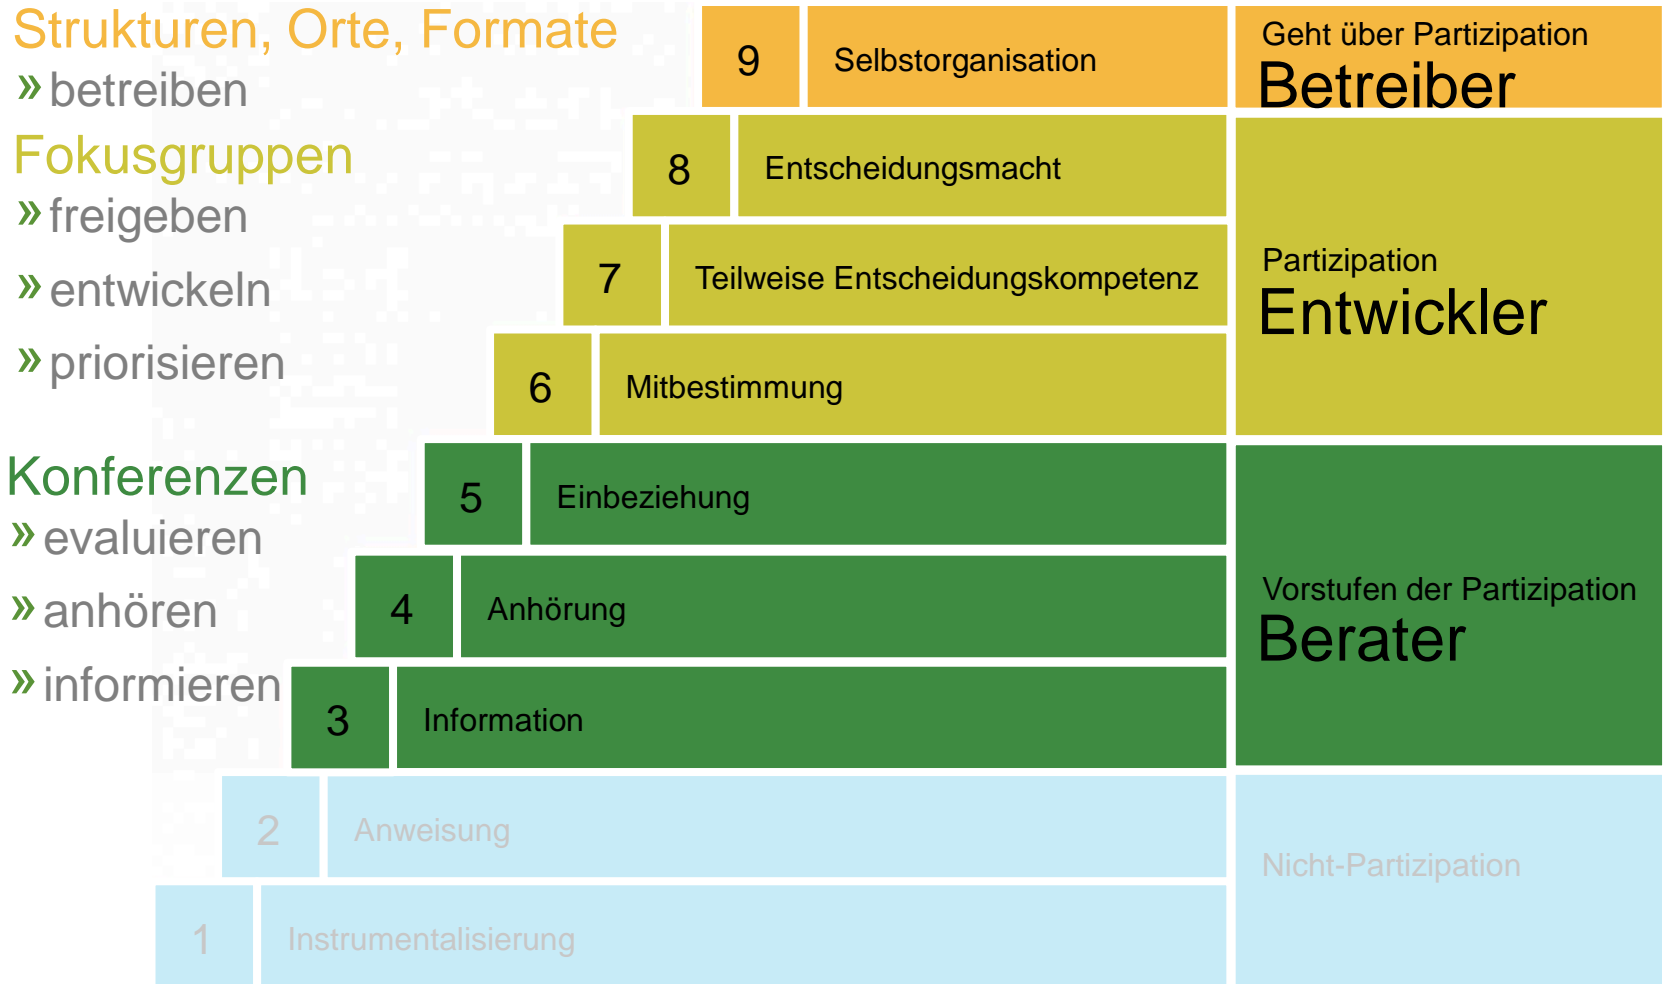 Strukturen, Orte, Formate
» betreiben
Fokusgruppen
» freigeben
» entwickeln
» priorisieren
Konferenzen
» evaluieren
» anhören
» informieren
9 Selbstorganisation
8 Entscheidungsmacht
7 Teilweise Entscheidungskompetenz
6 Mitbestimmung
5 Einbeziehung
4 Anhörung
3 Information
2 Anweisung
1 Instrumentalisierung
Geht über Partizipation
Betreiber
Partizipation
Entwickler
Vorstufen der Partizipation
Berater
Nicht-Partizipation